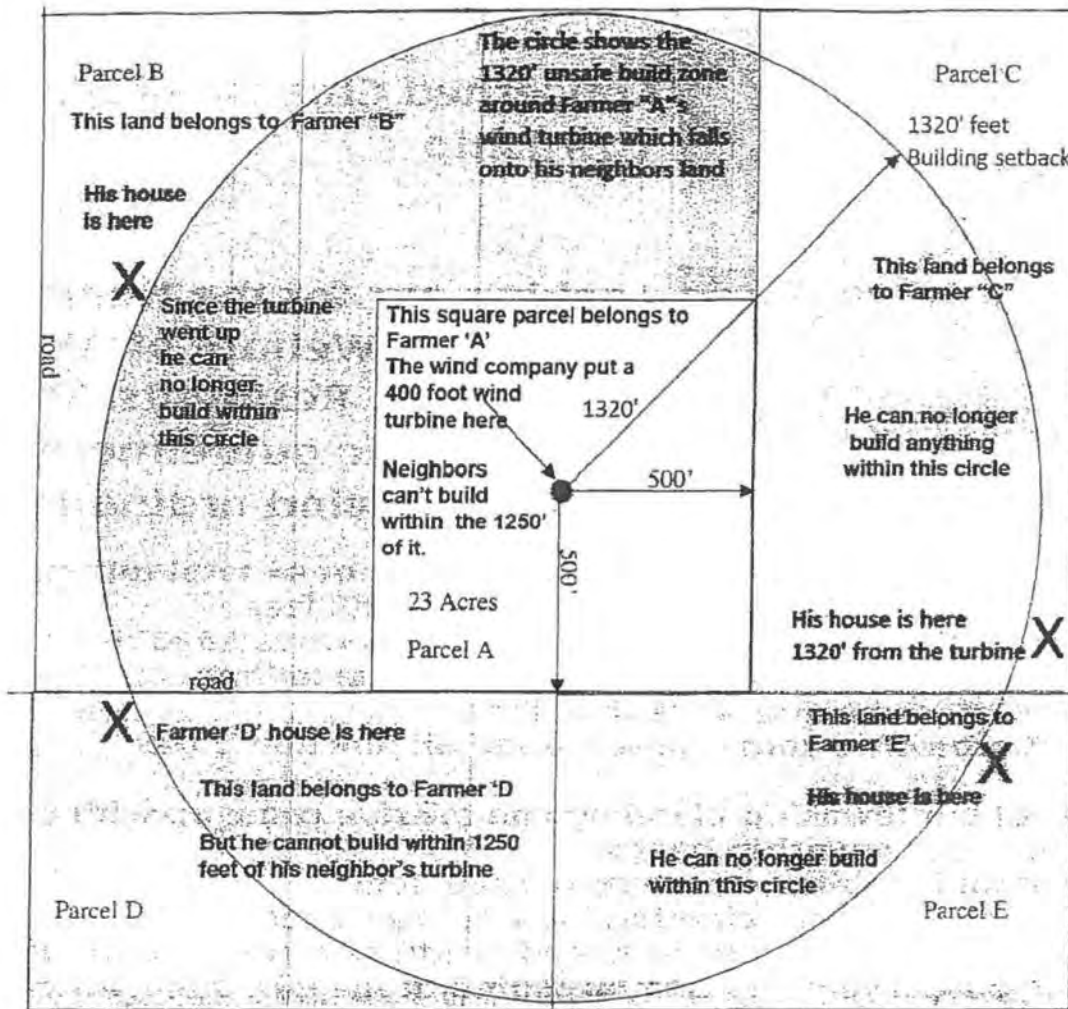 The circle shows the
1320' unsafe build zone
around Farmer "A"s
wind turbine which falls
onto his neighbors land
Parcel B
This land belongs to Farmer "B"
His house
is here
X
Since the turbine
went up
he can
no longer
build within
this circle
road
Parcel C
1320' feet
Building setback
This land belongs
to Farmer "C"
He can no longer
build anything
within this circle
His house is here
1320' from the turbine
X
This square parcel belongs to
Farmer 'A'
The wind company put a
400 foot wind
turbine here
1320'
500'
500'
Neighbors
can't build
within the 1250'
of it.
23 Acres
Parcel A
road
X
Farmer 'D' house is here
This land belongs to Farmer 'D
But he cannot build within 1250
feet of his neighbor's turbine
Parcel D
This land belongs to
Farmer 'E'
X
His house is here
He can no longer build
within this circle
Parcel E